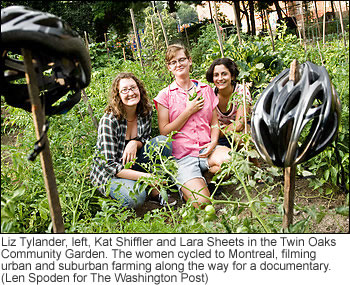 Liz Tylander, left, Kat Shiffler and Lara Sheets in the Twin Oaks
Community Garden. The women cycled to Montreal, filming
urban and suburban farming along the way for a documentary.
(Len Spoden for The Washington Post)